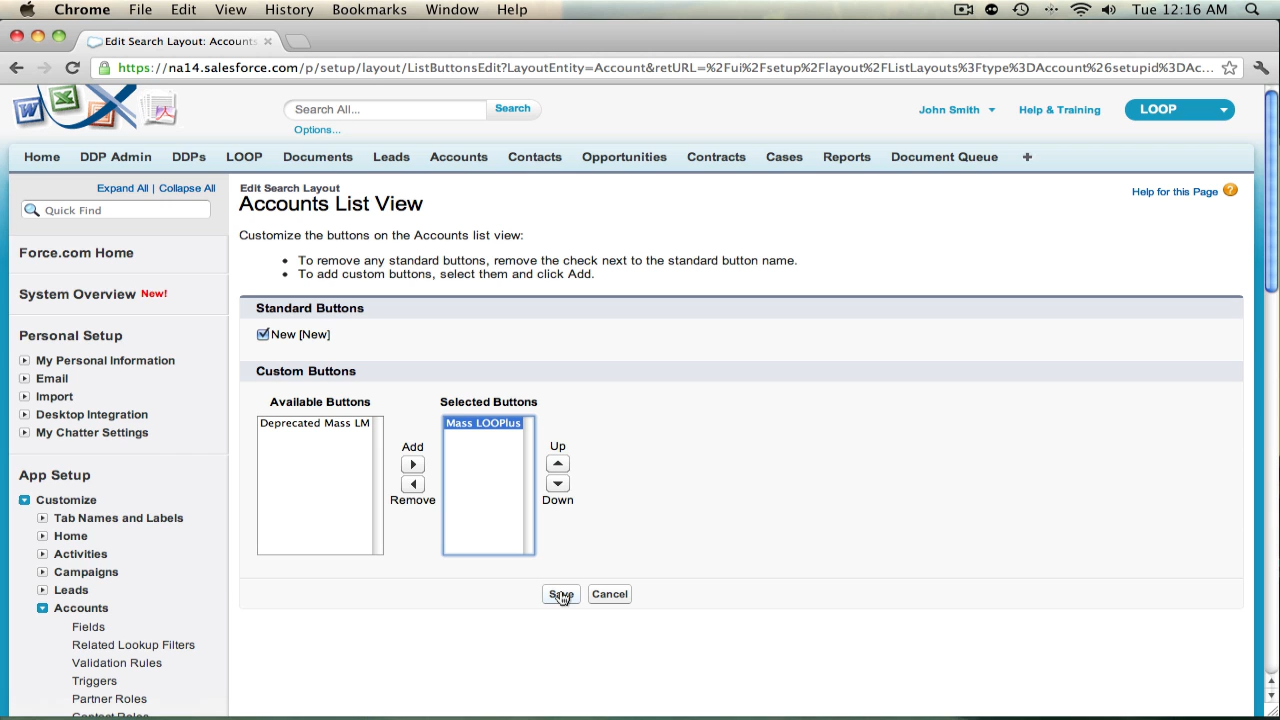 Chrome File Edit View History Bookmarks Window Help Tue 12:16 AM
Edit Search Layout: Accounts
https://na14.salesforce.com/p/setup/layout/ListButtonsEdit?LayoutEntity=Account&retURL=%2Fui%2Fsetup%2Flayout%2FListLayouts%3Ftype%3DAccount%26setupid%3DAc...
Search All... Search John Smith Help & Training LOOP
Options...
Home DDP Admin DDPs LOOP Documents Leads Accounts Contacts Opportunities Contracts Cases Reports Document Queue +
Expand All | Collapse All
Quick Find
Force.com Home
System Overview New!
Personal Setup
My Personal Information
Email
Import
Desktop Integration
My Chatter Settings
App Setup
Customize
Tab Names and Labels
Home
Activities
Campaigns
Leads
Accounts
Fields
Related Lookup Filters
Validation Rules
Triggers
Partner Roles
Contact Roles
Edit Search Layout
Accounts List View
Help for this Page ?
Customize the buttons on the Accounts list view:
• To remove any standard buttons, remove the check next to the standard button name.
• To add custom buttons, select them and click Add.
Standard Buttons
New [New]
Custom Buttons
Available Buttons Selected Buttons
Deprecated Mass LM Mass LOOPlus
Add Up
Remove Down
Save Cancel